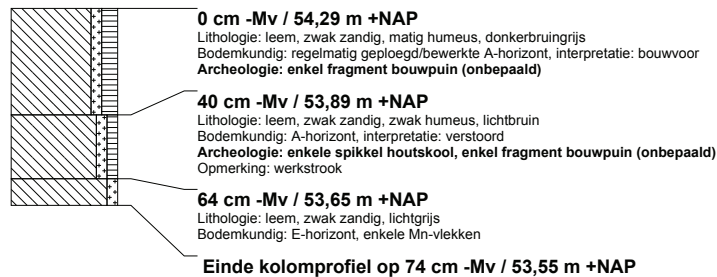 0 cm -Mv / 54,29 m +NAP
Lithologie: leem, zwak zandig, matig humeus, donkerbruingrijs
Bodemkundig: regelmatig geploegd/bewerkte A-horizont, interpretatie: bouwvoor
Archeologie: enkel fragment bouwpuin (onbepaald)
40 cm -Mv / 53,89 m +NAP
Lithologie: leem, zwak zandig, zwak humeus, lichtbruin
Bodemkundig: A-horizont, interpretatie: verstoord
Archeologie: enkele spikkel houtskool, enkel fragment bouwpuin (onbepaald)
Opmerking: werkstrook
64 cm -Mv / 53,65 m +NAP
Lithologie: leem, zwak zandig, lichtgrijs
Bodemkundig: E-horizont, enkele Mn-vlekken
Einde kolomprofiel op 74 cm -Mv / 53,55 m +NAP